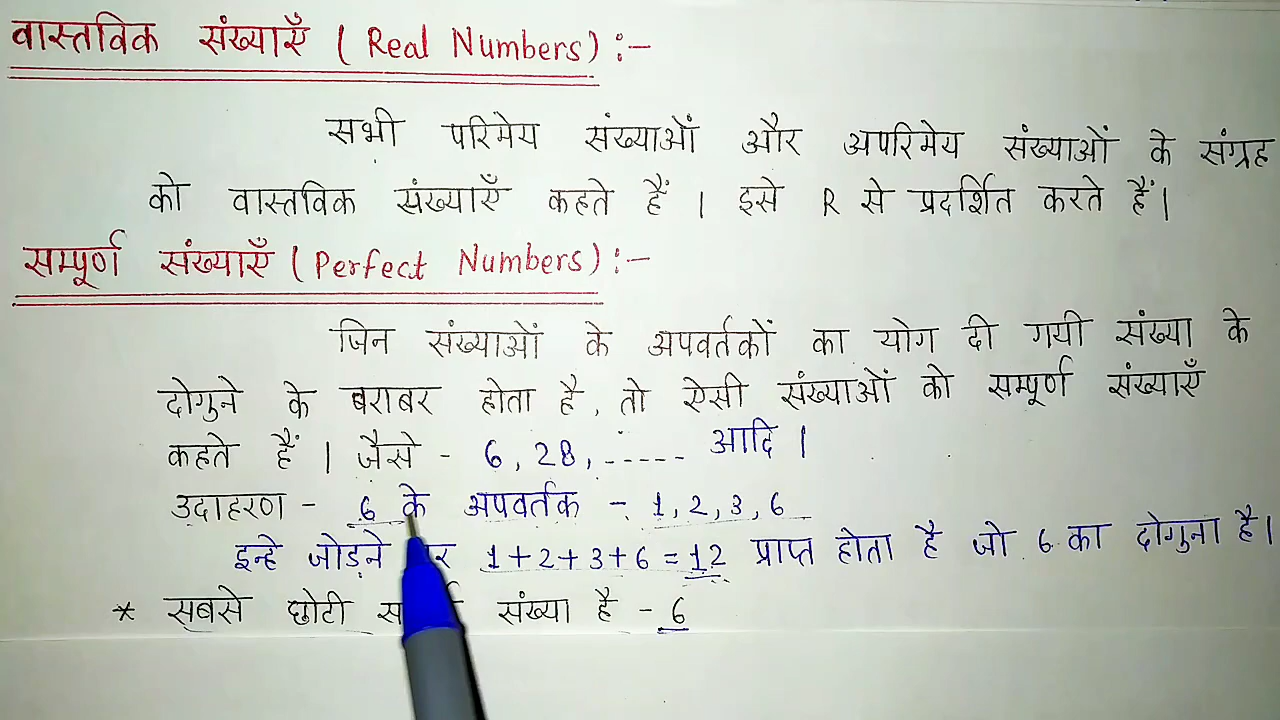 वास्तविक संख्याएँ ( Real Numbers ) :-
सभी परिमेय संख्याओं और अपरिमेय संख्याओं के संग्रह
को वास्तविक संख्याएँ कहते हैं । इसे R से प्रदर्शित करते हैं।
सम्पूर्ण संख्याएँ ( Perfect Numbers ) :-
जिन संख्याओं के अपवर्तकों का योग दी गयी संख्या के
दोगुने के बराबर होता है , तो ऐसी संख्याओं को सम्पूर्ण संख्याएँ
कहते हैं । जैसे - 6 , 28 , ------ आदि ।
उदाहरण - 6 के अपवर्तक - 1 , 2 , 3 , 6
इन्हे जोड़ने 1 + 2 + 3 + 6 = 12 प्राप्त होता है जो 6 का दोगुना है।
* सबसे छोटी संख्या है - 6